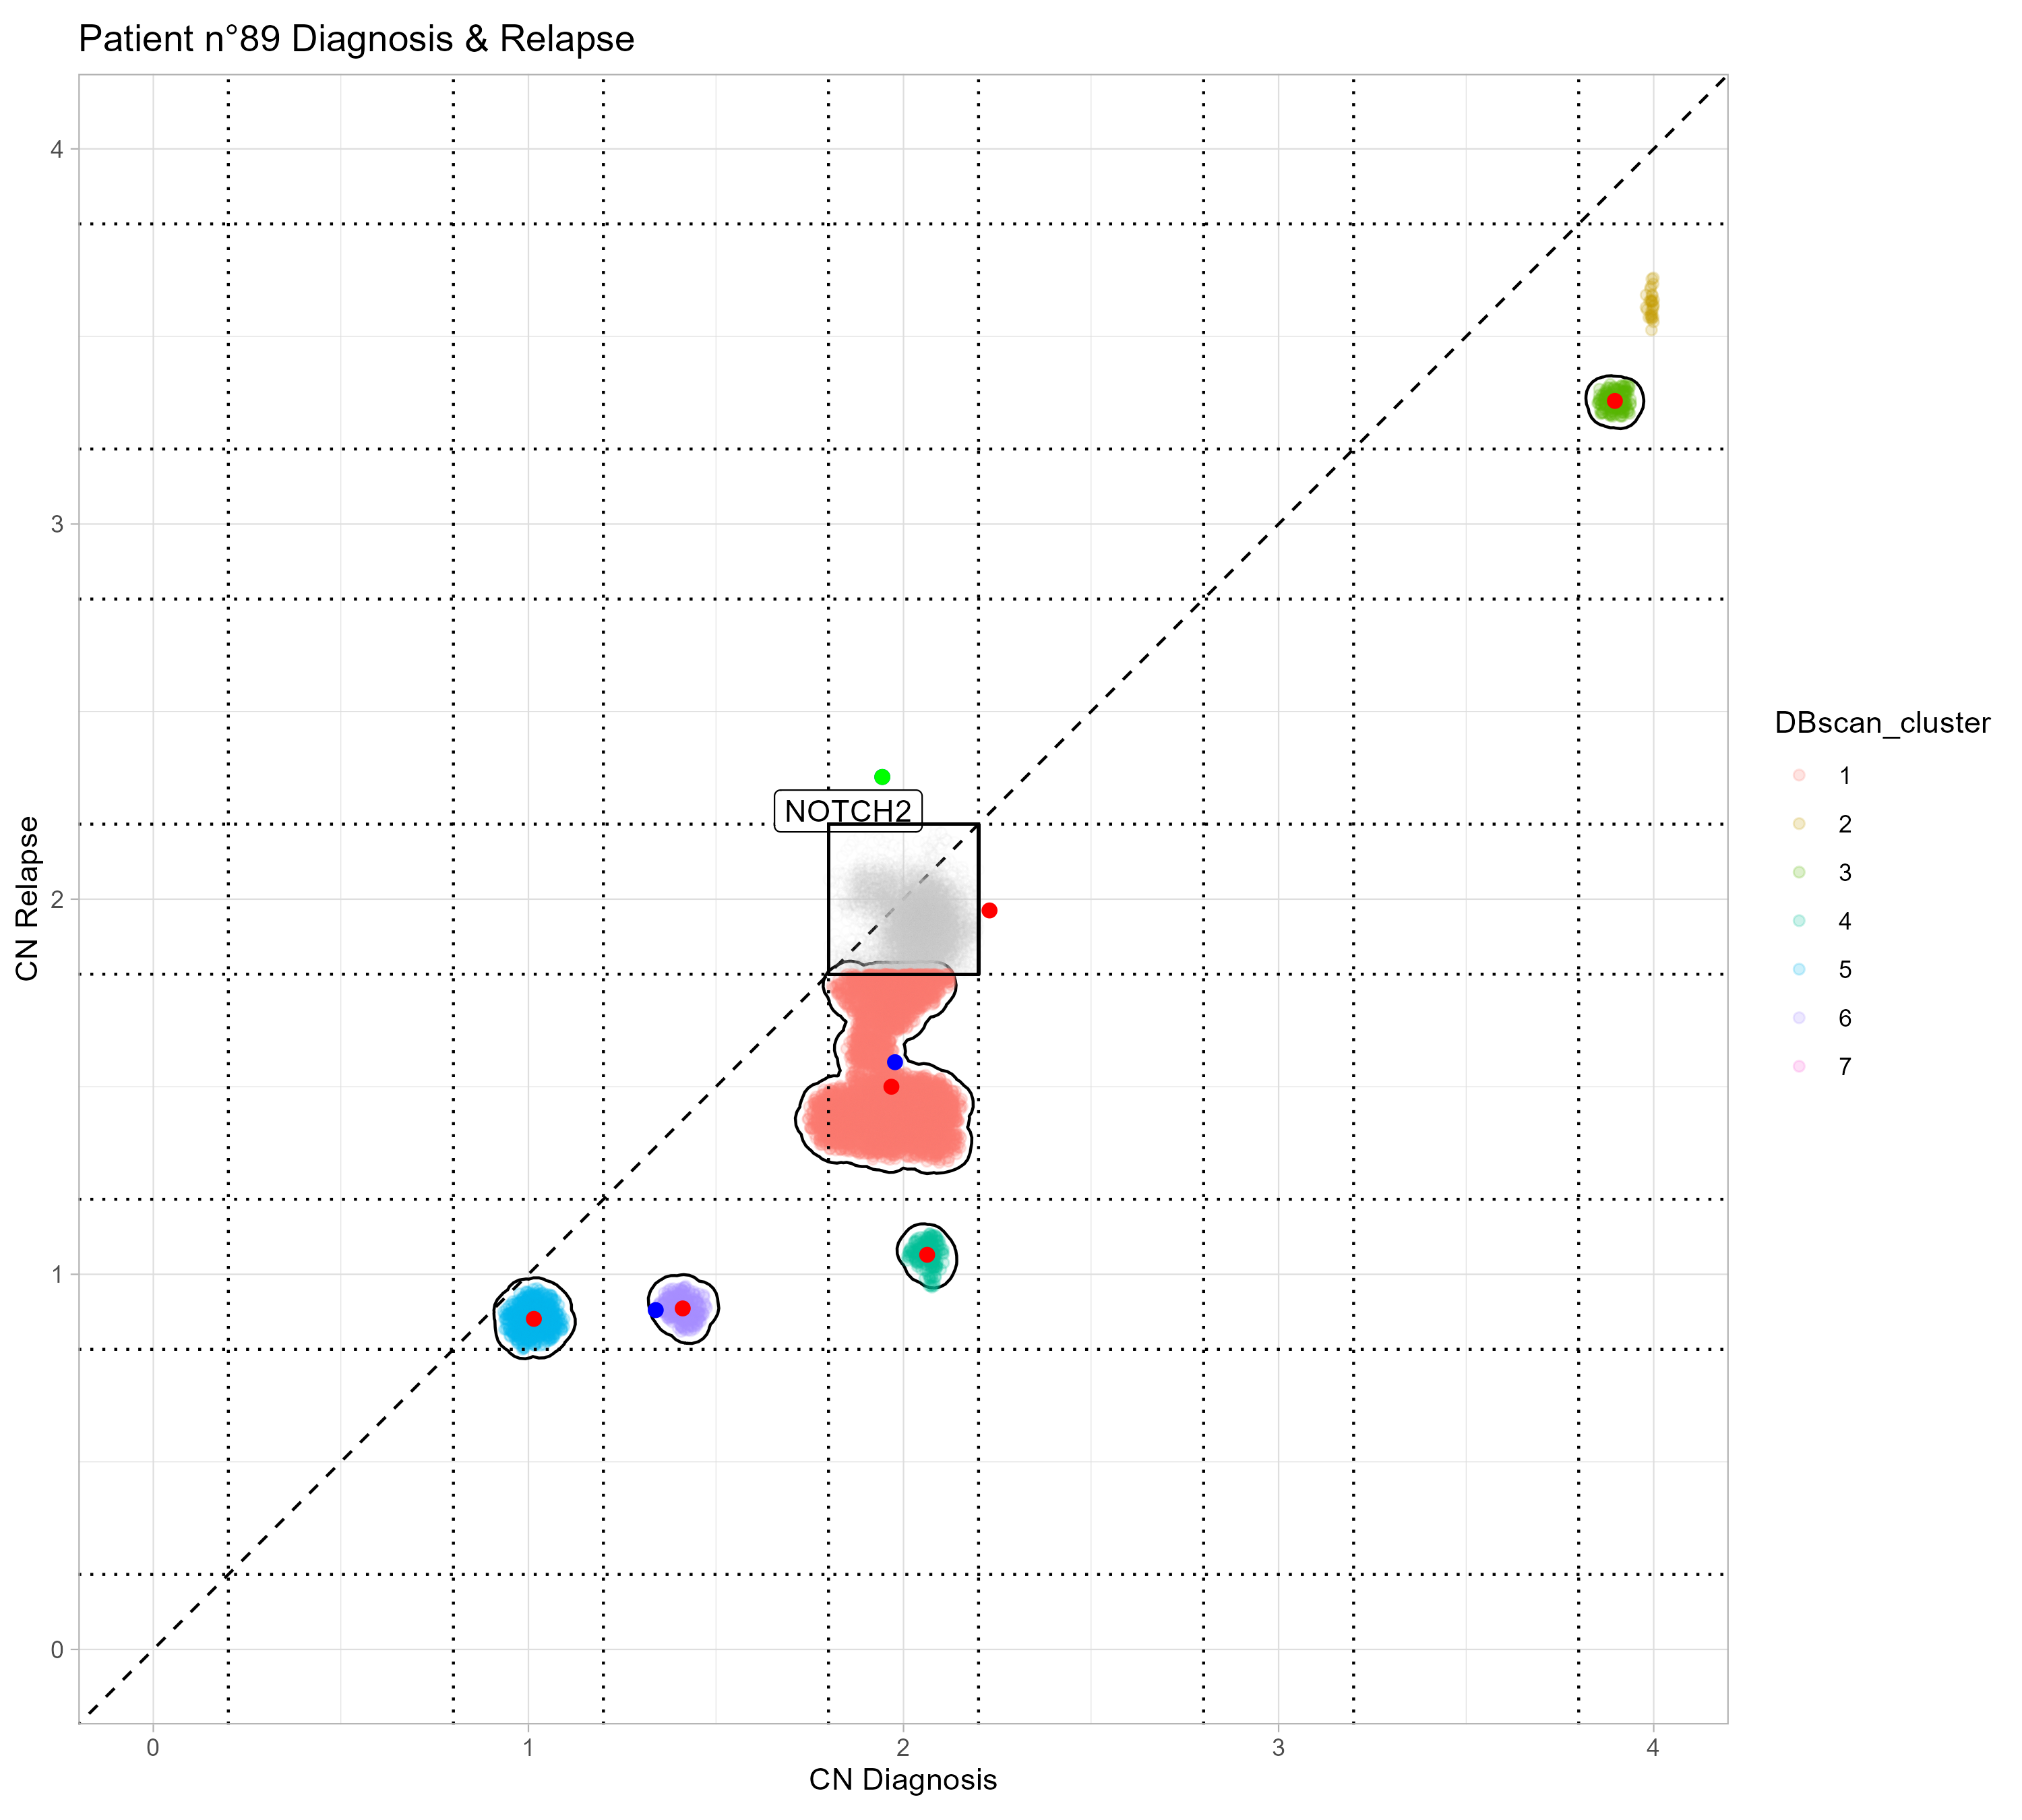 Patient n°89 Diagnosis & Relapse
4
3
2
1
0
CN Relapse
NOTCH2
0 1 2 3 4
CN Diagnosis
DBscan_cluster
1
2
3
4
5
6
7